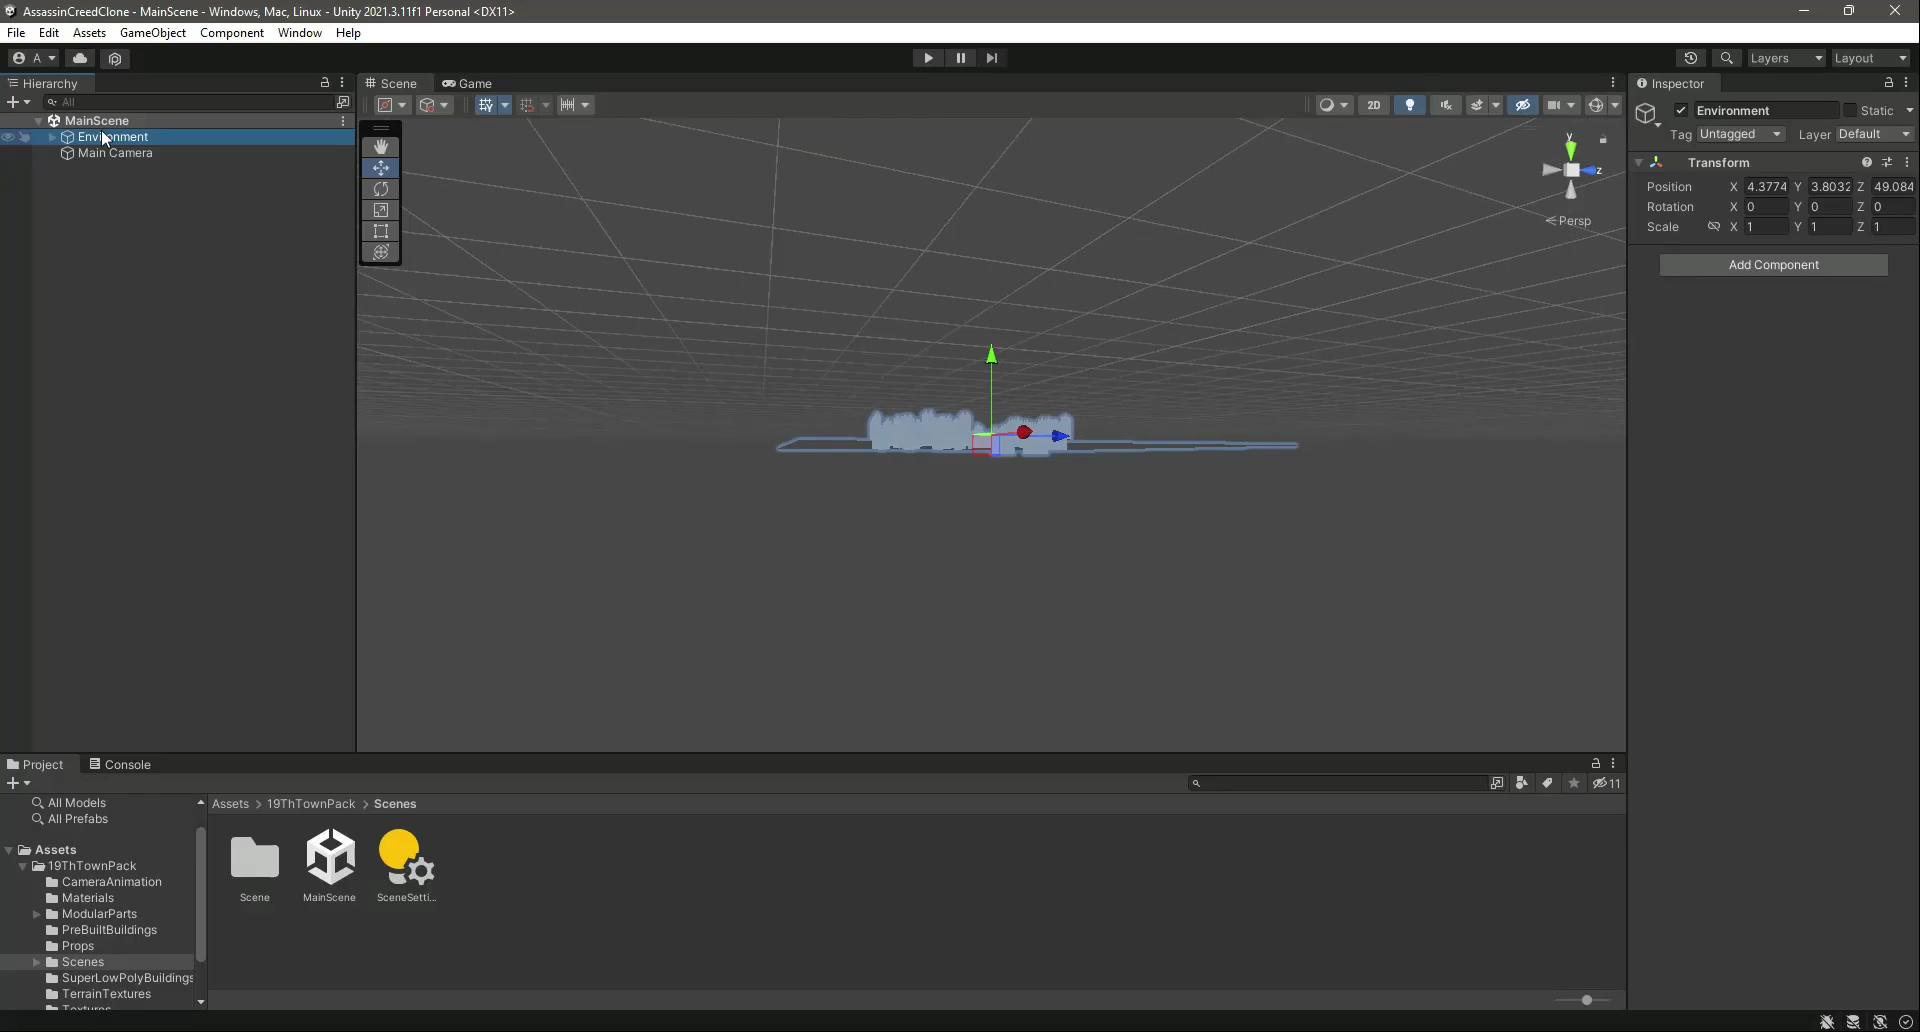 AssassinCreedClone - MainScene - Windows, Mac, Linux - Unity 2021.3.11f1 Personal <DX11>
File Edit Assets GameObject Component Window Help
A
Layers
Layout
Hierarchy
Scene
Game
Inspector
All
2D
MainScene
Environment
Main Camera
Environment
Static
Tag Untagged Layer Default
Transform
Position X 4.3774 Y 3.8032 Z 49.084
Rotation X 0 Y 0 Z 0
Scale X 1 Y 1 Z 1
Add Component
y
z
Persp
Project
Console
11
All Models
All Prefabs
Assets
19ThTownPack
CameraAnimation
Materials
ModularParts
PreBuiltBuildings
Props
Scenes
SuperLowPolyBuildings
TerrainTextures
Textures
Assets > 19ThTownPack > Scenes
Scene
MainScene
SceneSetti...